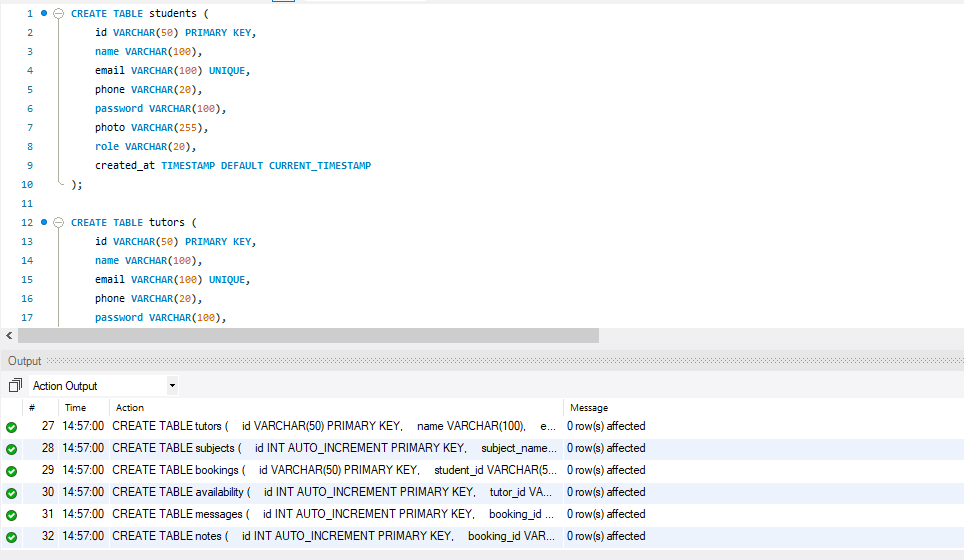 1 CREATE TABLE students (
2 id VARCHAR(50) PRIMARY KEY,
3 name VARCHAR(100),
4 email VARCHAR(100) UNIQUE,
5 phone VARCHAR(20),
6 password VARCHAR(100),
7 photo VARCHAR(255),
8 role VARCHAR(20),
9 created_at TIMESTAMP DEFAULT CURRENT_TIMESTAMP
10 );
11
12 CREATE TABLE tutors (
13 id VARCHAR(50) PRIMARY KEY,
14 name VARCHAR(100),
15 email VARCHAR(100) UNIQUE,
16 phone VARCHAR(20),
17 password VARCHAR(100),
Output
Action Output
# Time Action Message
27 14:57:00 CREATE TABLE tutors ( id VARCHAR(50) PRIMARY KEY, name VARCHAR(100), e... 0 row(s) affected
28 14:57:00 CREATE TABLE subjects ( id INT AUTO_INCREMENT PRIMARY KEY, subject_name... 0 row(s) affected
29 14:57:00 CREATE TABLE bookings ( id VARCHAR(50) PRIMARY KEY, student_id VARCHAR(5... 0 row(s) affected
30 14:57:00 CREATE TABLE availability ( id INT AUTO_INCREMENT PRIMARY KEY, tutor_id VA... 0 row(s) affected
31 14:57:00 CREATE TABLE messages ( id INT AUTO_INCREMENT PRIMARY KEY, booking_id ... 0 row(s) affected
32 14:57:00 CREATE TABLE notes ( id INT AUTO_INCREMENT PRIMARY KEY, booking_id VAR... 0 row(s) affected